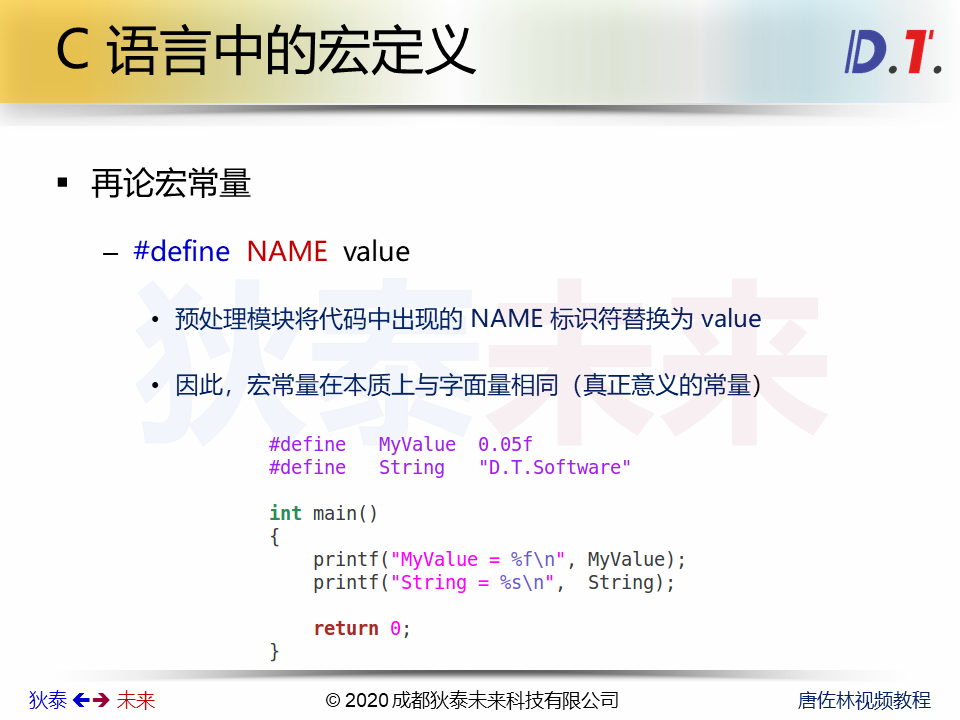 C 语言中的宏定义
D.T.
▪ 再论宏常量
– #define NAME value
• 预处理模块将代码中出现的 NAME 标识符替换为 value
• 因此，宏常量在本质上与字面量相同（真正意义的常量）
狄泰未来
#define   MyValue  0.05f
#define   String   "D.T.Software"
int main()
{
    printf("MyValue = %f\n", MyValue);
    printf("String = %s\n",  String);
    return 0;
}
狄泰 未来
© 2020 成都狄泰未来科技有限公司
唐佐林视频教程